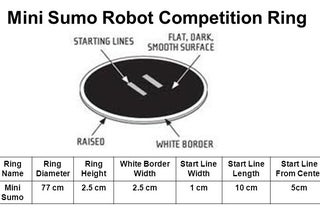 Mini Sumo Robot Competition Ring
STARTING LINES
FLAT, DARK,
SMOOTH SURFACE
RAISED
WHITE BORDER
Ring Name Ring Diameter Ring Height White Border Width Start Line Width Start Line Length Start Line From Cente
Mini Sumo 77 cm 2.5 cm 2.5 cm 1 cm 10 cm 5cm